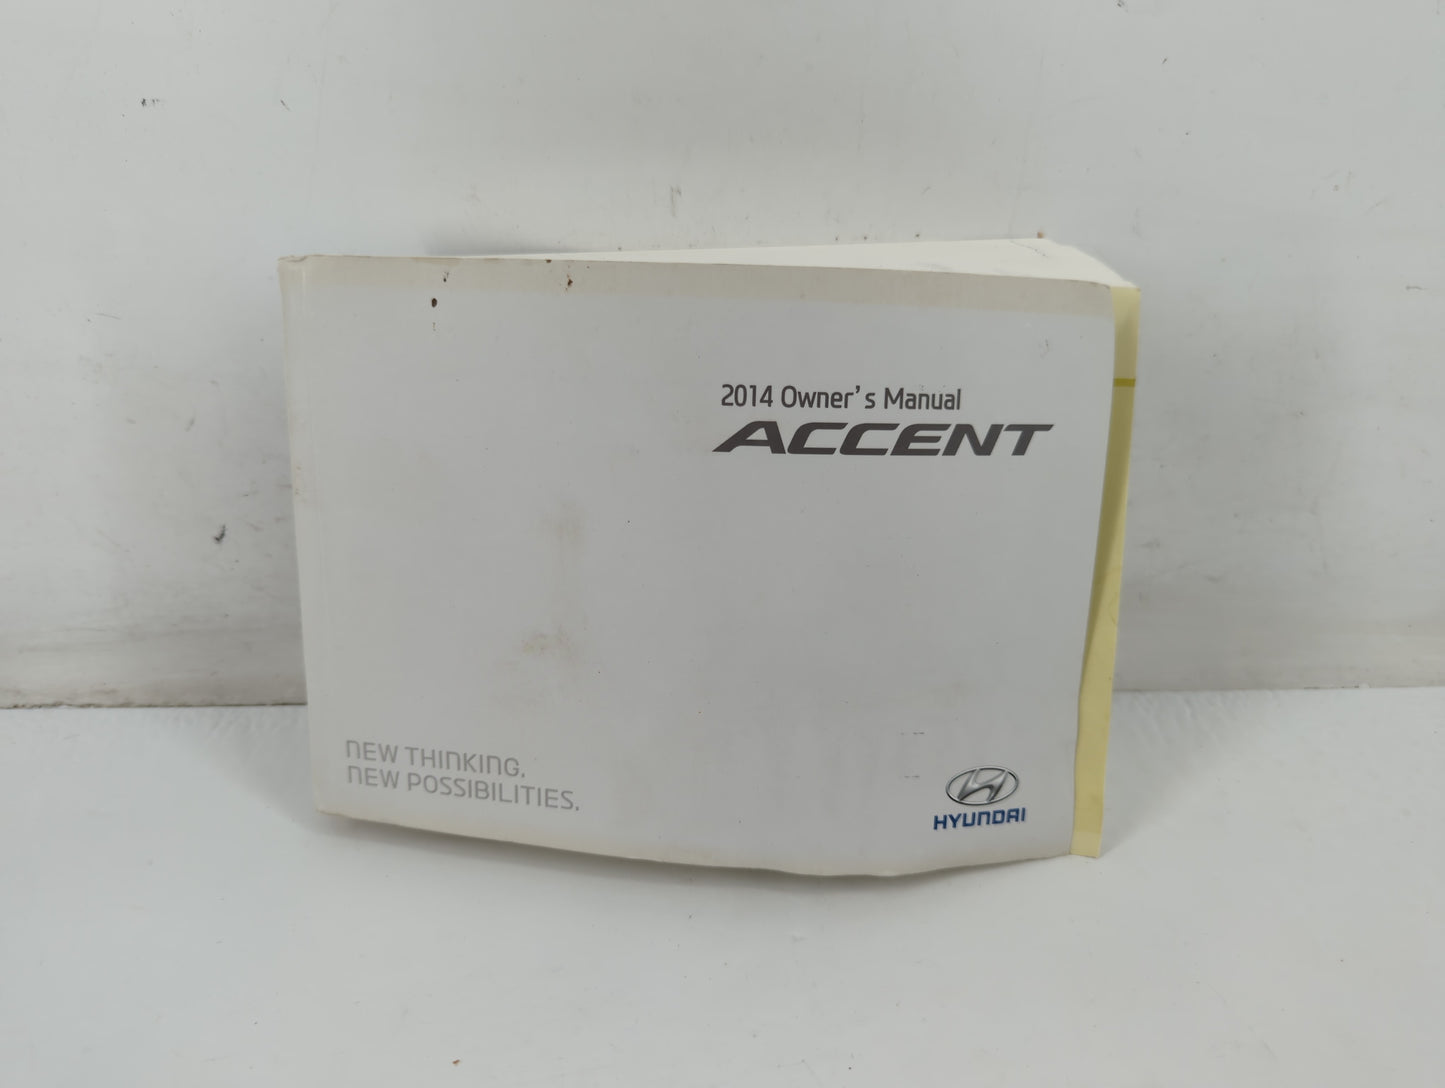 2014 Owner's Manual
ACCENT
NEW THINKING.
NEW POSSIBILITIES.
HYUNDAI